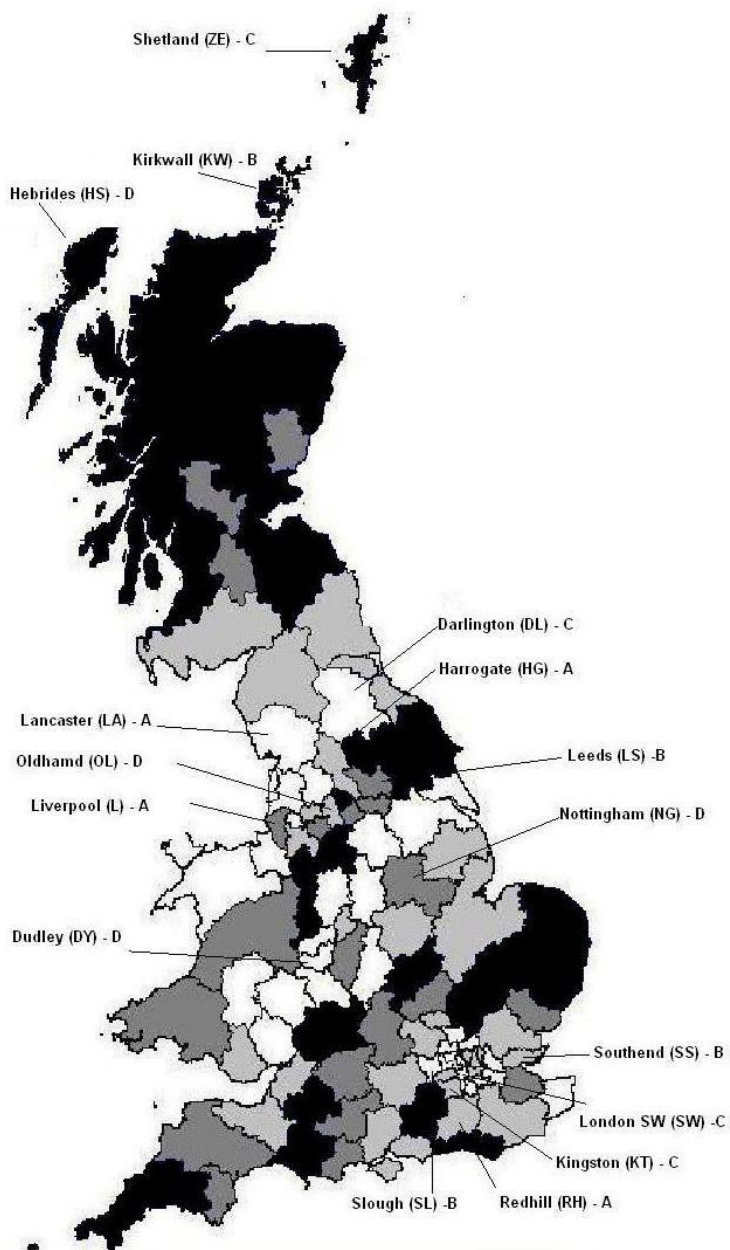 Shetland (ZE) - C
Kirkwall (KW) - B
Hebrides (HS) - D
Darlington (DL) - C
Harrogate (HG) - A
Lancaster (LA) - A
Oldhamd (OL) - D
Leeds (LS) -B
Liverpool (L) - A
Nottingham (NG) - D
Dudley (DY) - D
Southend (SS) - B
London SW (SW) -C
Kingston (KT) - C
Slough (SL) -B
Redhill (RH) - A